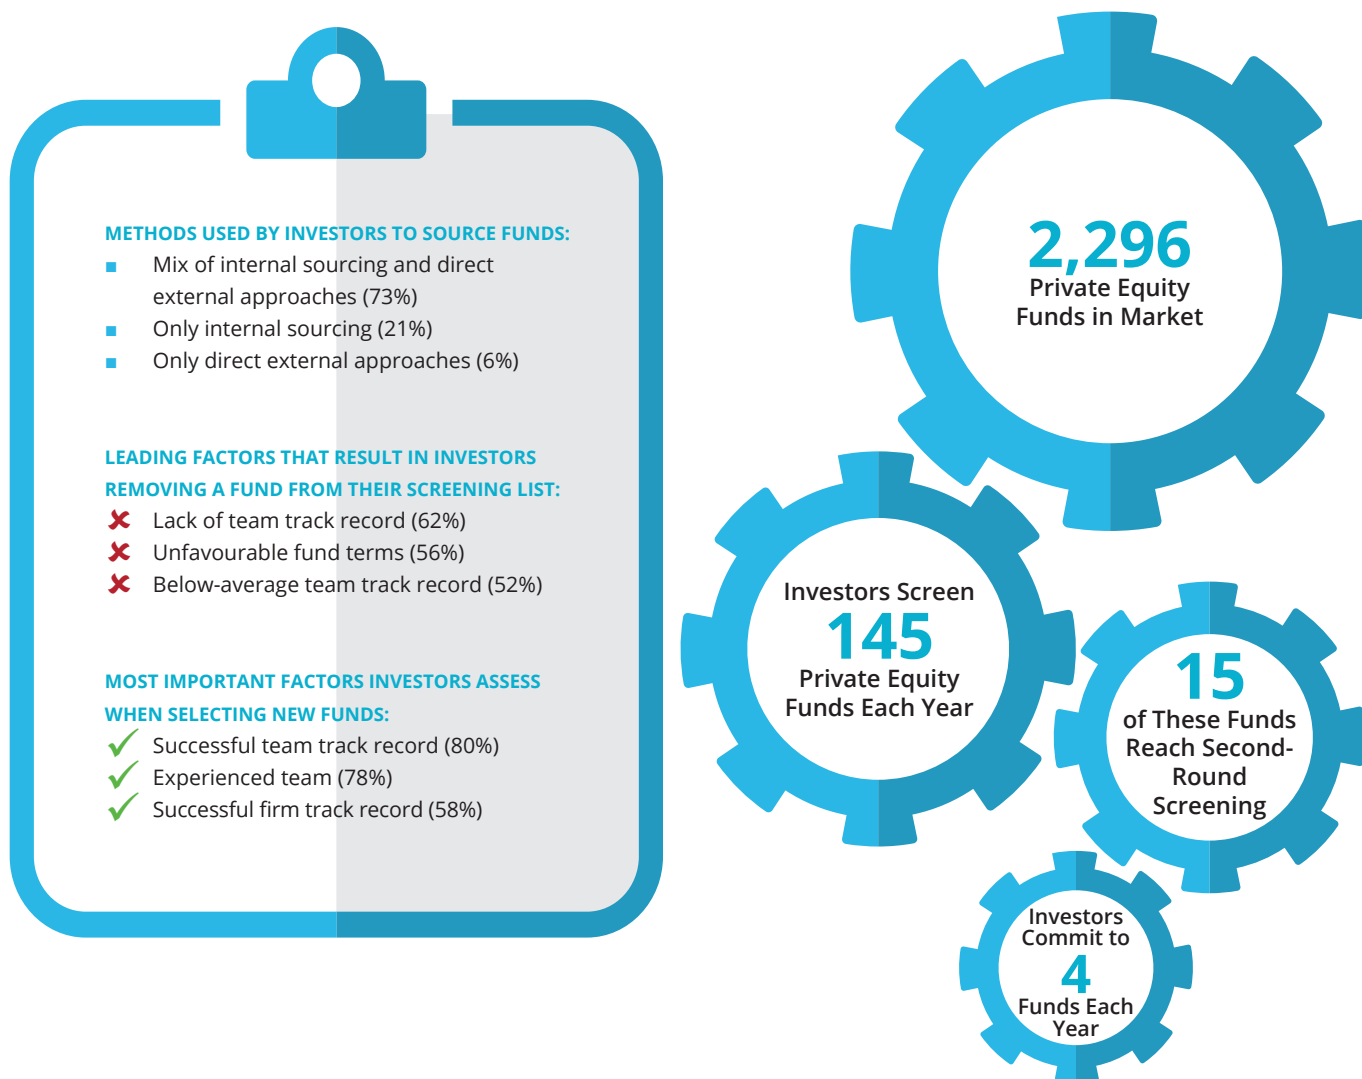 METHODS USED BY INVESTORS TO SOURCE FUNDS:
Mix of internal sourcing and direct
external approaches (73%)
Only internal sourcing (21%)
Only direct external approaches (6%)
LEADING FACTORS THAT RESULT IN INVESTORS
REMOVING A FUND FROM THEIR SCREENING LIST:
Lack of team track record (62%)
Unfavourable fund terms (56%)
Below-average team track record (52%)
MOST IMPORTANT FACTORS INVESTORS ASSESS
WHEN SELECTING NEW FUNDS:
Successful team track record (80%)
Experienced team (78%)
Successful firm track record (58%)
2,296
Private Equity
Funds in Market
Investors Screen
145
Private Equity
Funds Each Year
15
of These Funds
Reach Second-
Round
Screening
Investors
Commit to
4
Funds Each
Year